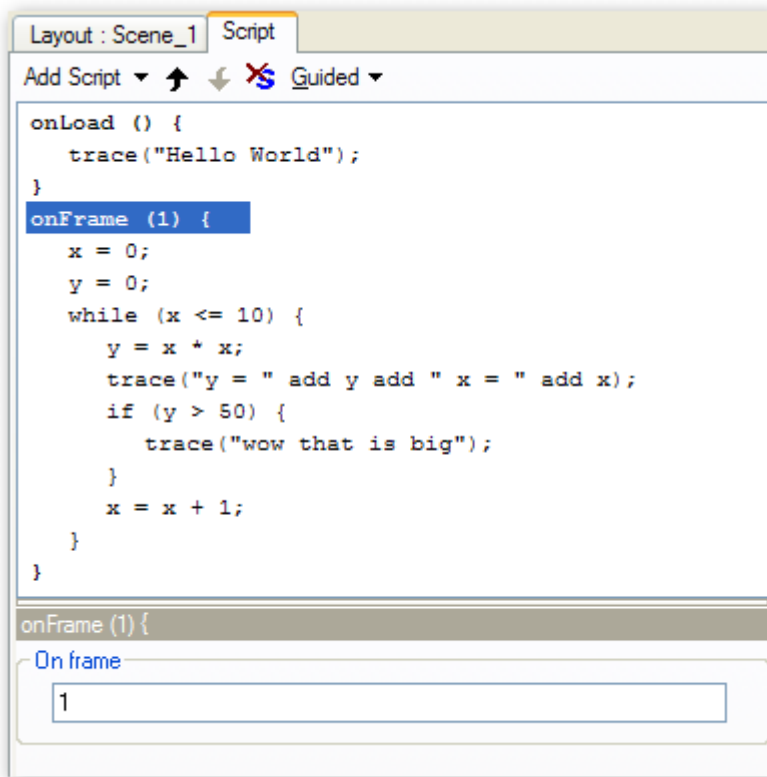 Layout : Scene_1 Script
Add Script Guided
onLoad () {
trace("Hello World");
}
onFrame (1) {
x = 0;
y = 0;
while (x <= 10) {
y = x * x;
trace("y = " add y add " x = " add x);
if (y > 50) {
trace("wow that is big");
}
x = x + 1;
}
}
onFrame (1) {
On frame
1